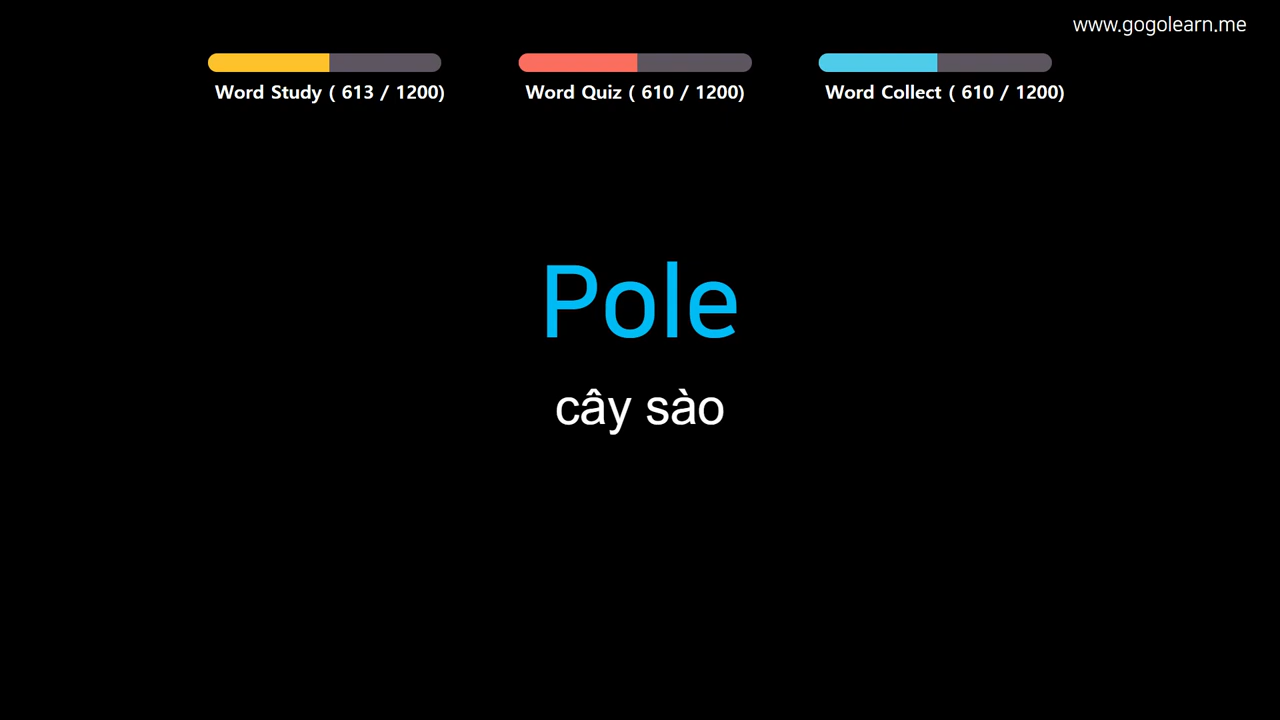 www.gogolearn.me
Word Study ( 613 / 1200)
Word Quiz ( 610 / 1200)
Word Collect ( 610 / 1200)
Pole
cây sào